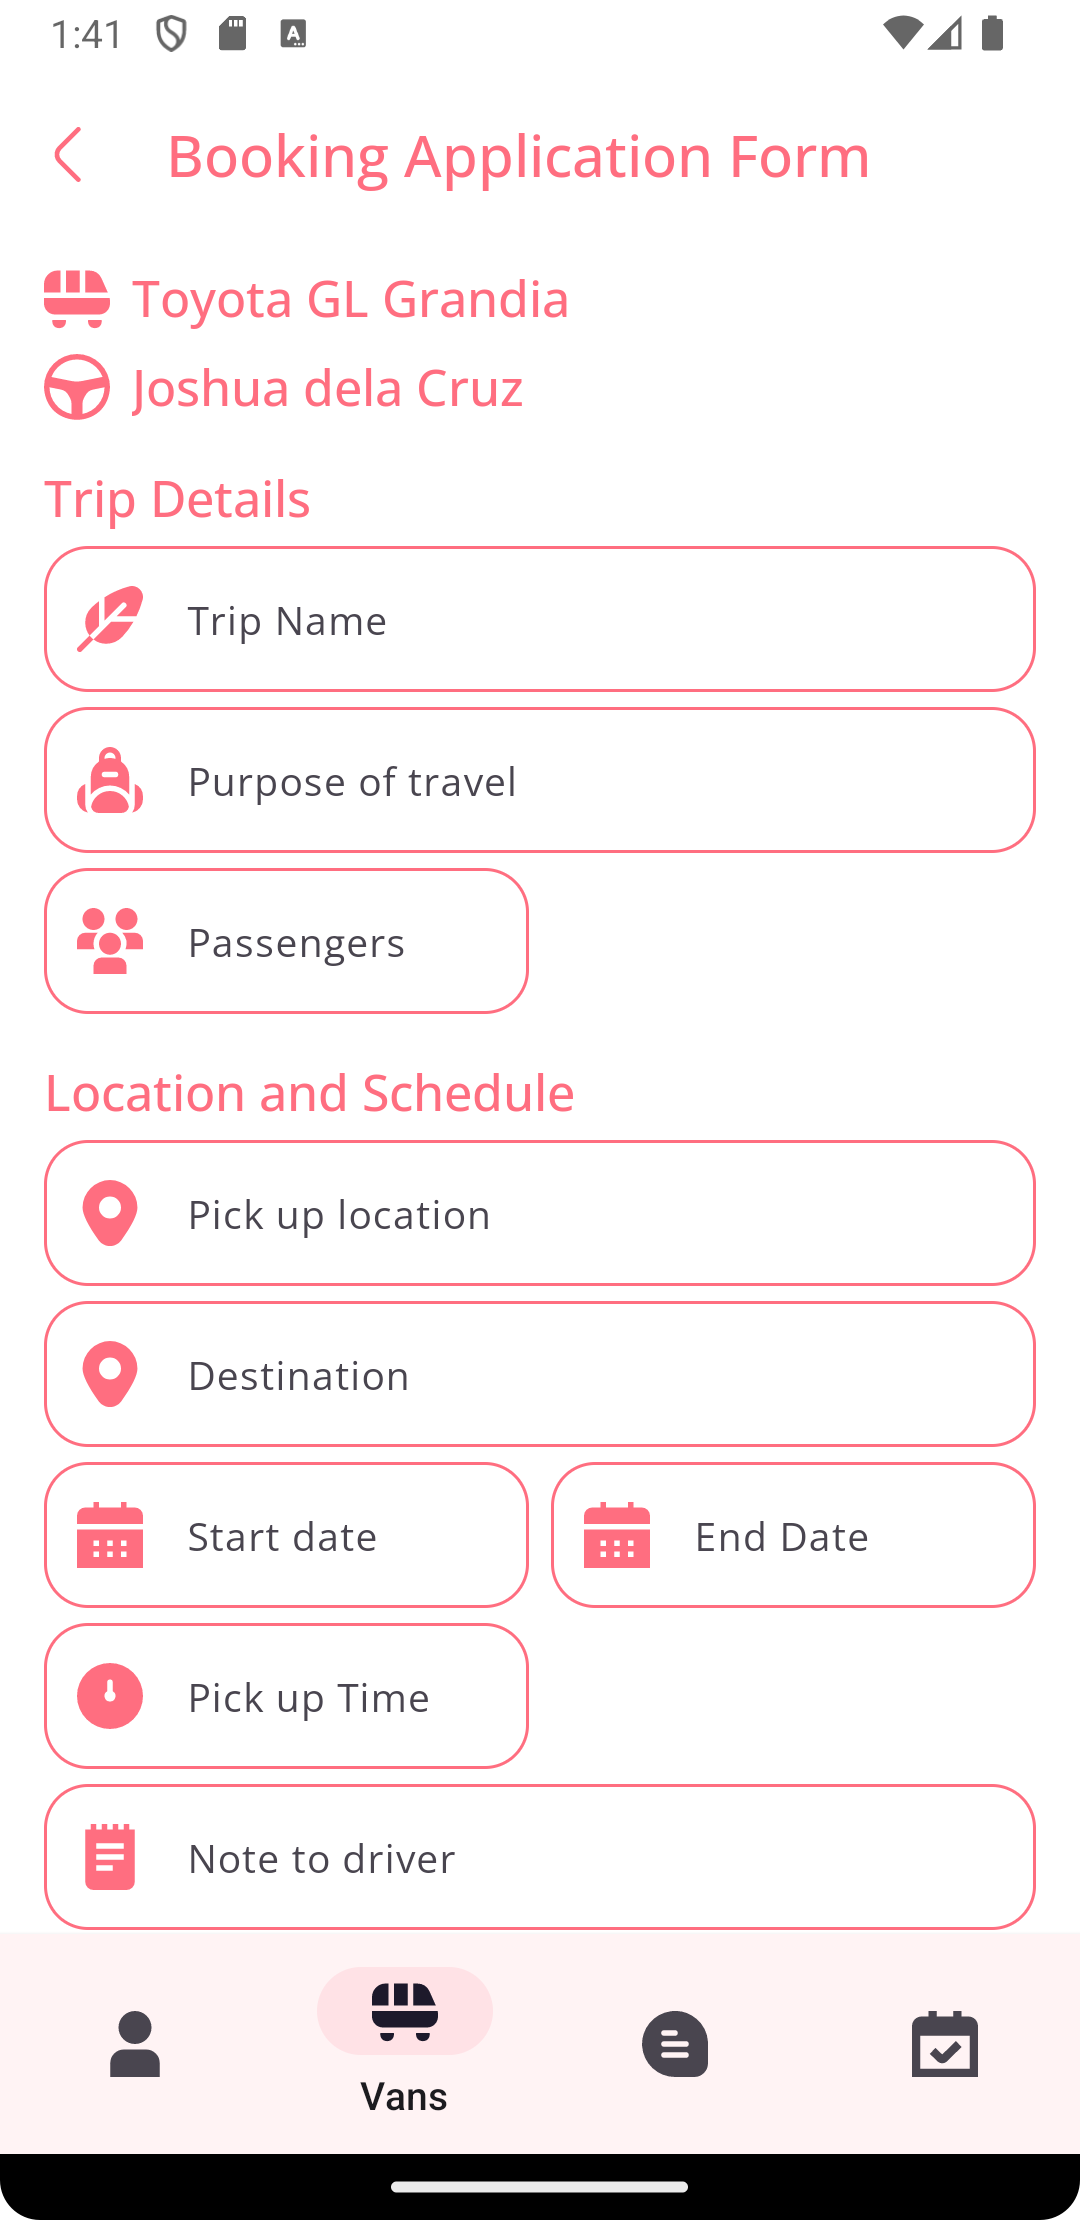 1:41
Booking Application Form
Toyota GL Grandia
Joshua dela Cruz
Trip Details
Trip Name
Purpose of travel
Passengers
Location and Schedule
Pick up location
Destination
Start date
End Date
Pick up Time
Note to driver
Vans